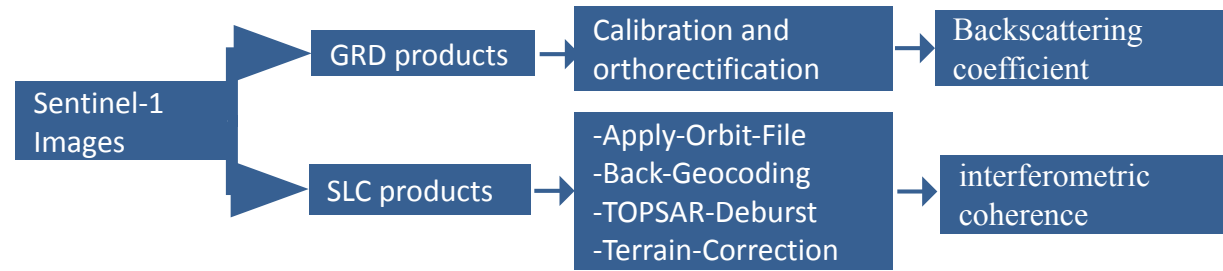 Sentinel-1
Images
GRD products
Calibration and
orthorectification
Backscattering
coefficient
SLC products
-Apply-Orbit-File
-Back-Geocoding
-TOPSAR-Deburst
-Terrain-Correction
interferometric
coherence